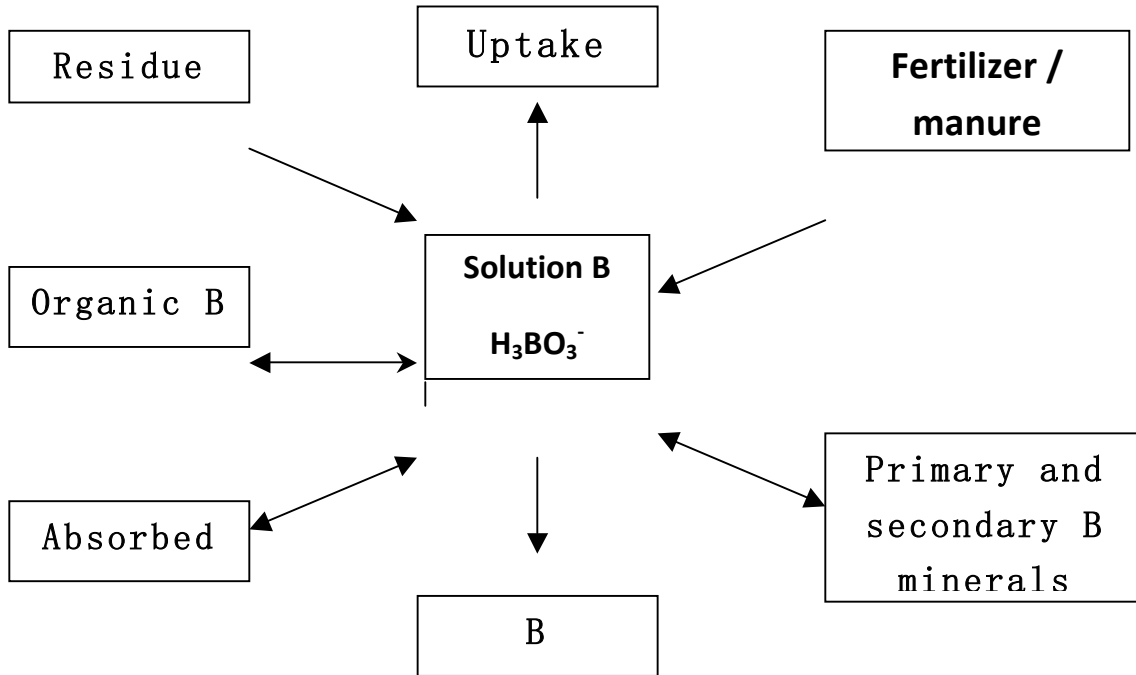 Residue
Uptake
Fertilizer /
manure
Solution B
H₃BO₃⁻
Organic B
Absorbed
Primary and
secondary B
minerals
B